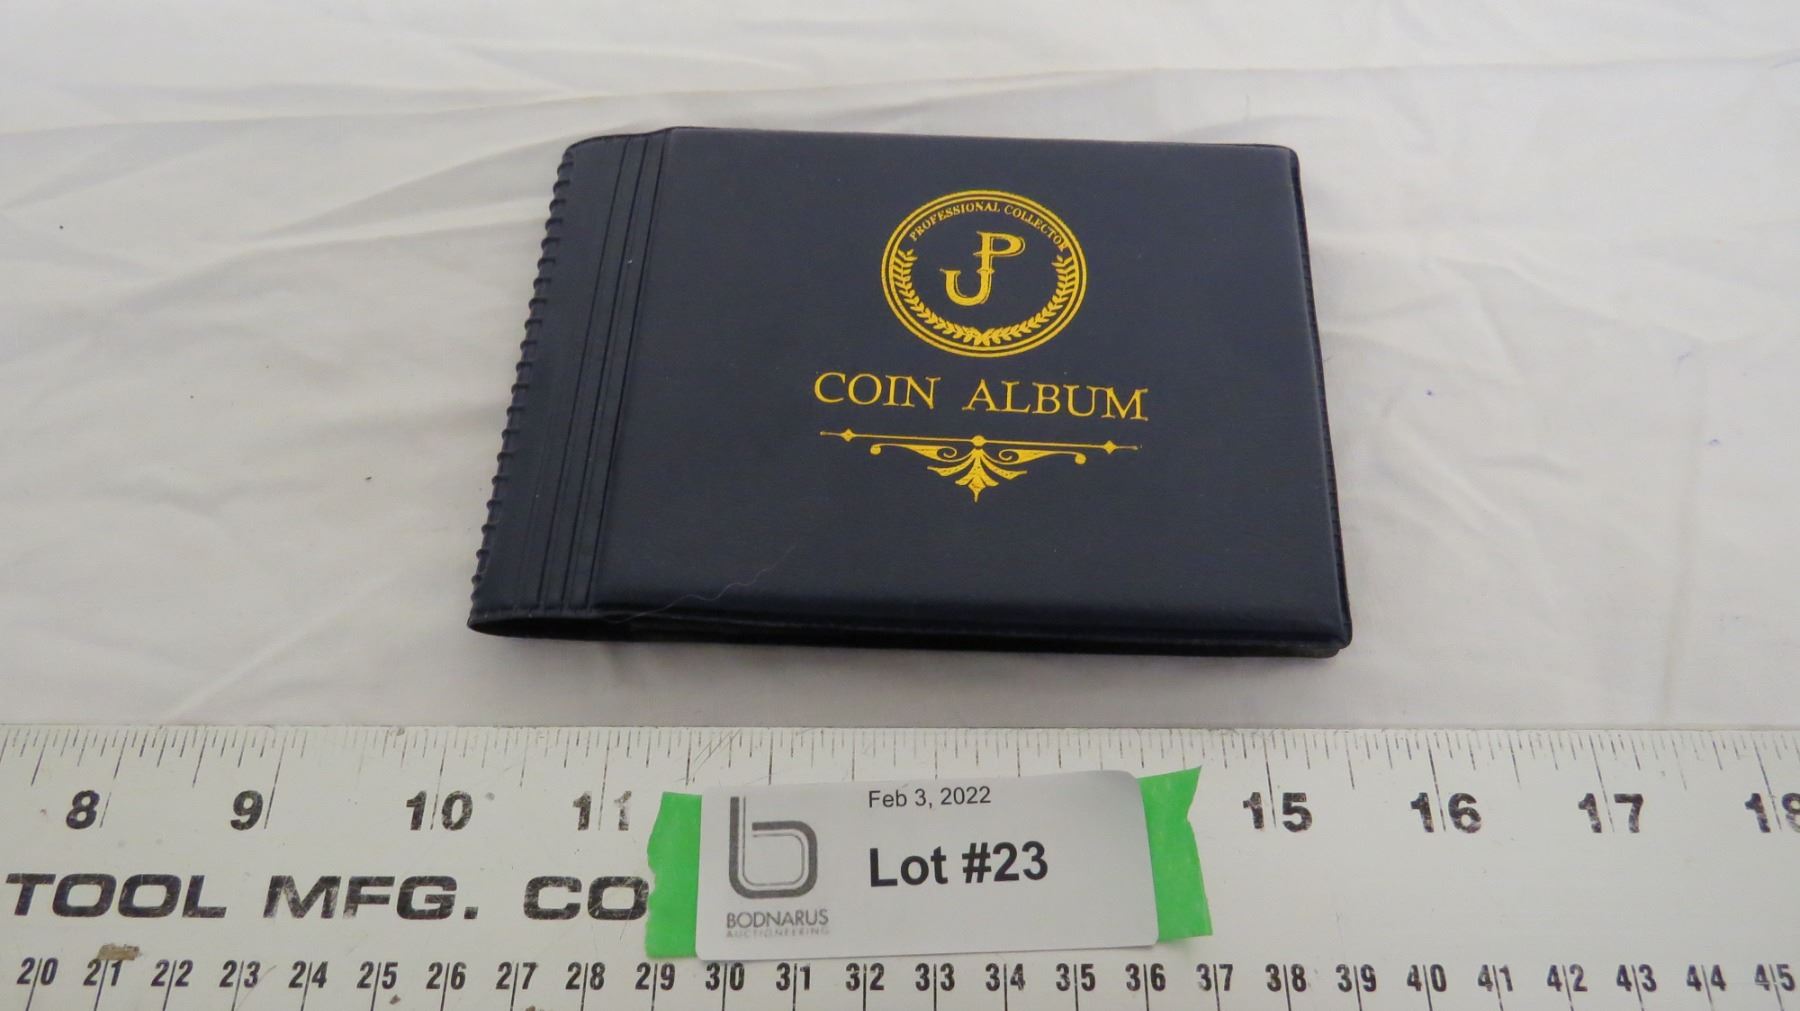 PROFESSIONAL COLLECTOR
PJ
COIN ALBUM
8 9 10 11 15 16 17 18
Feb 3, 2022
Lot #23
BODNARUS
AUCTIONEERING
TOOL MFG. CO
20 21 22 23 24 25 26 27 28 29 30 31 32 33 34 35 36 37 38 39 40 41 42 43 44 45